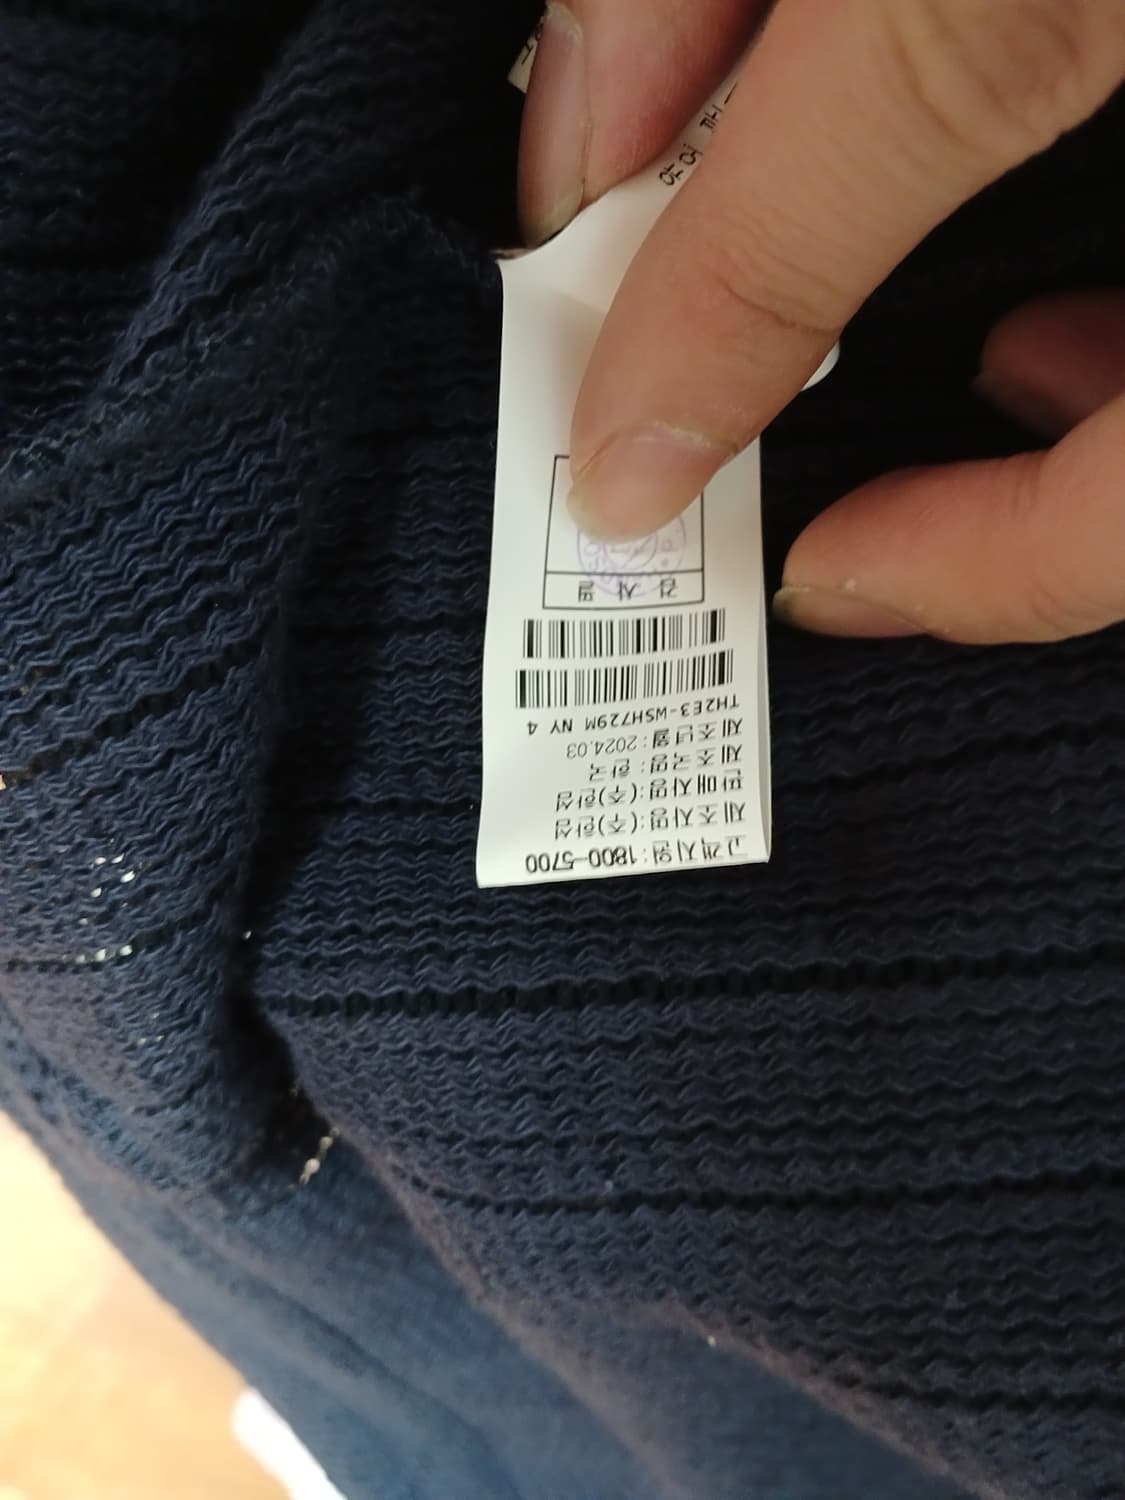 고객지원:1800-5700
제조자명:(주)한섬
판매자명:(주)한섬
제조국명: 한국
제조년월: 2024.03
TH2E3-WSH729M NY 4
검 사 필